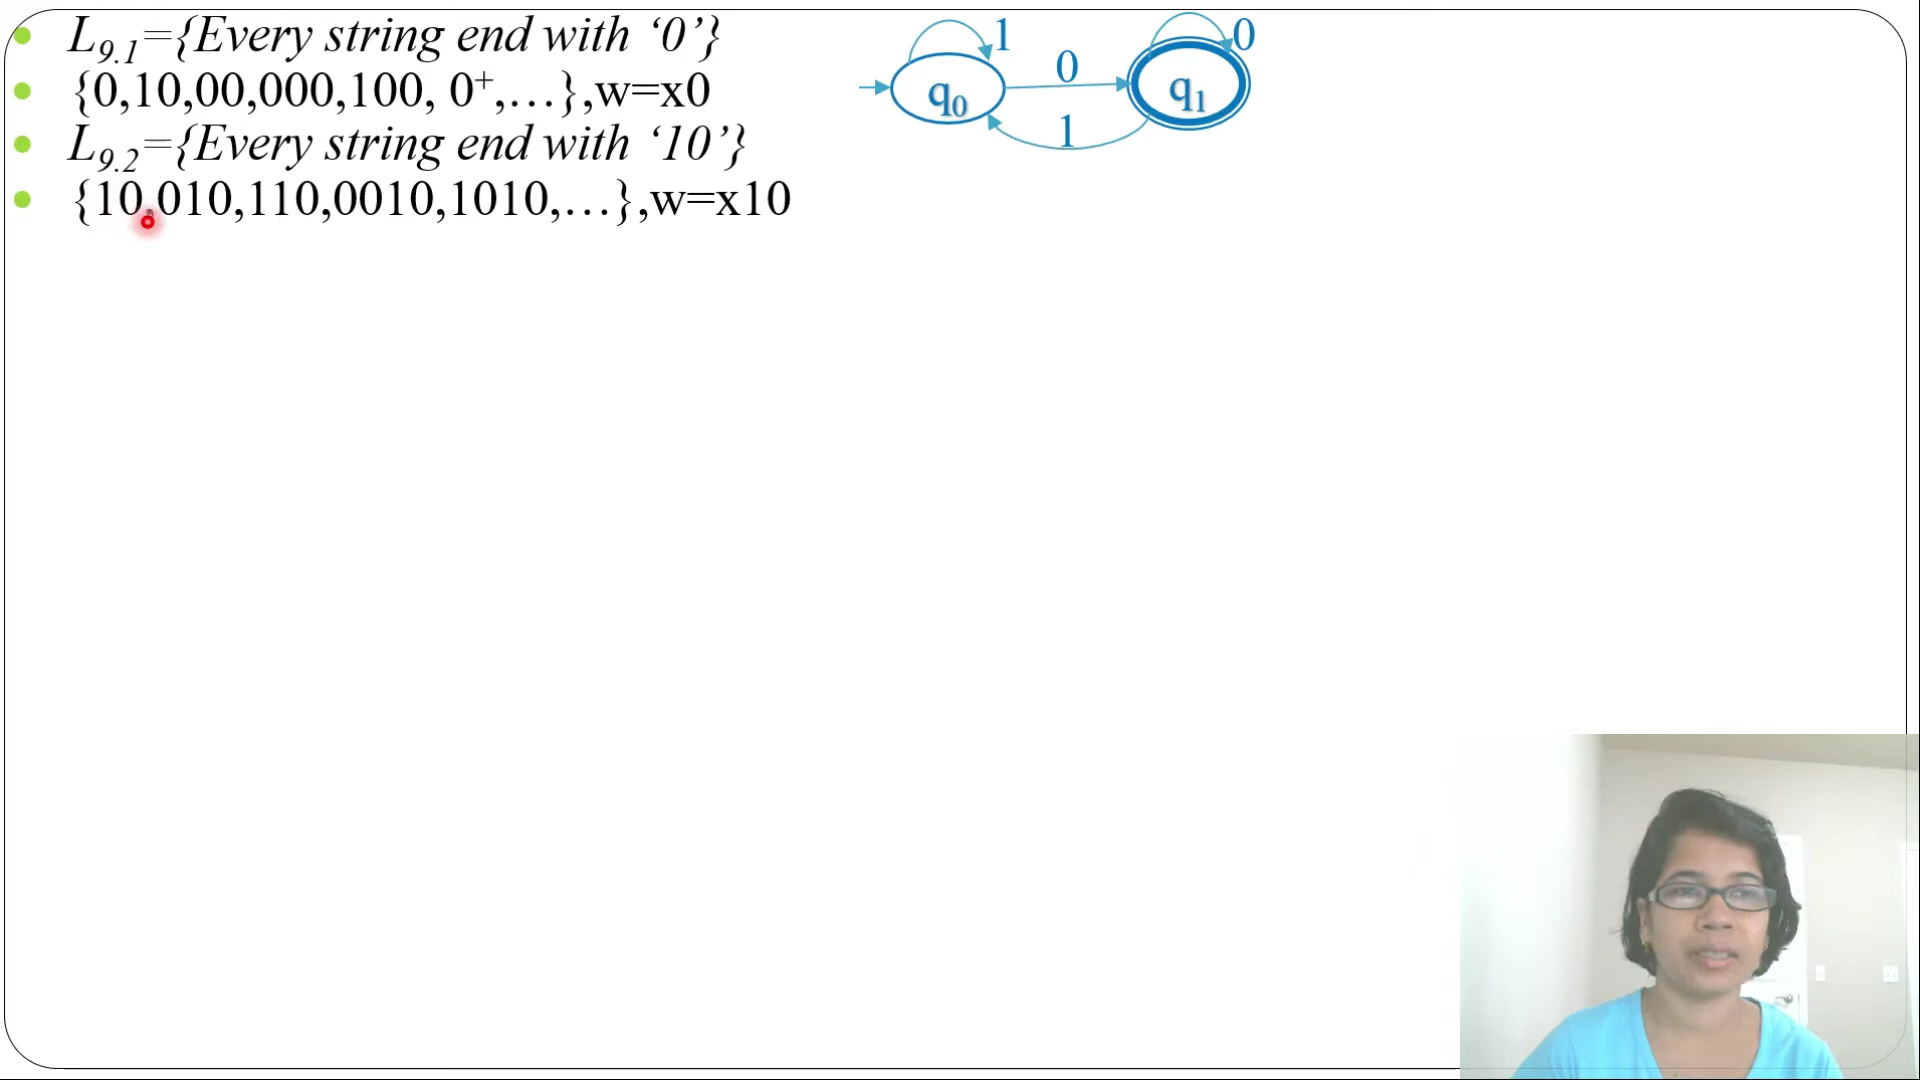 L9.1={Every string end with ‘0’}
{0,10,00,000,100, 0⁺,…},w=x0
L9.2={Every string end with ‘10’}
{10,010,110,0010,1010,…},w=x10
1
0
0
q0
q1
1